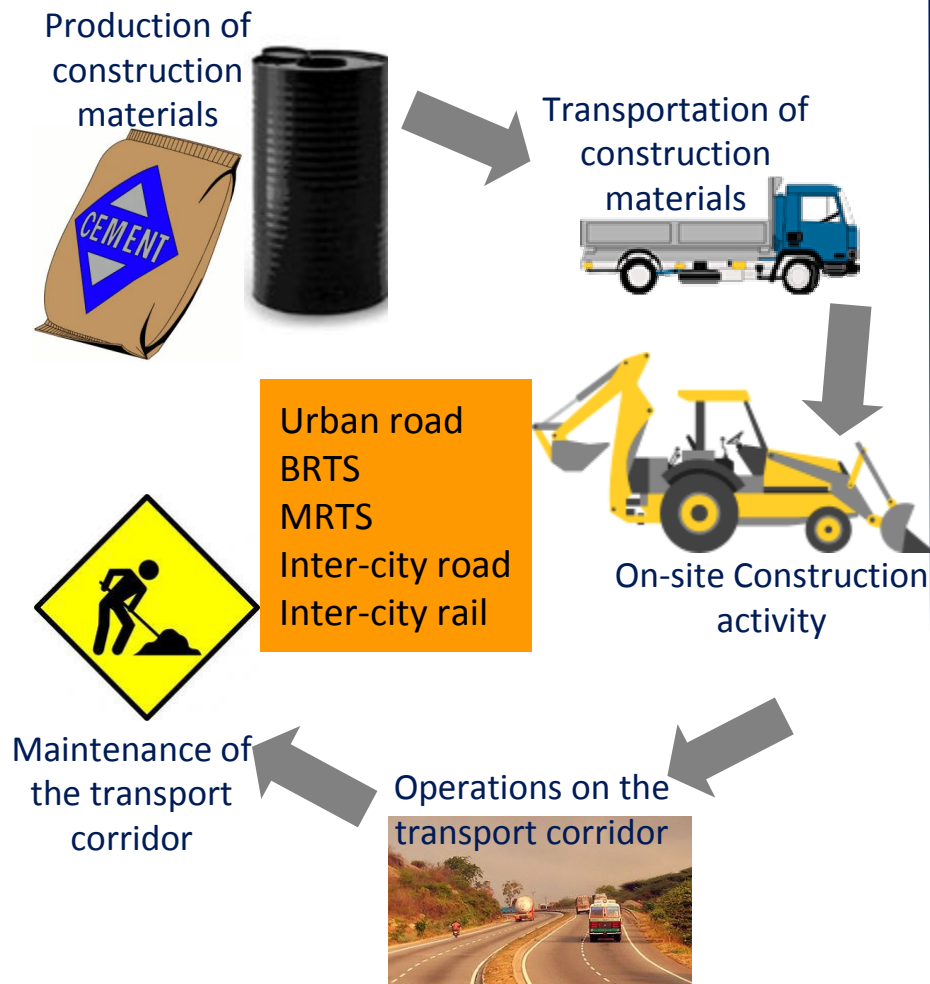 Production of
construction
materials
CEMENT
Transportation of
construction
materials
Urban road
BRTS
MRTS
Inter-city road
Inter-city rail
On-site Construction
activity
Maintenance of
the transport
corridor
Operations on the
transport corridor